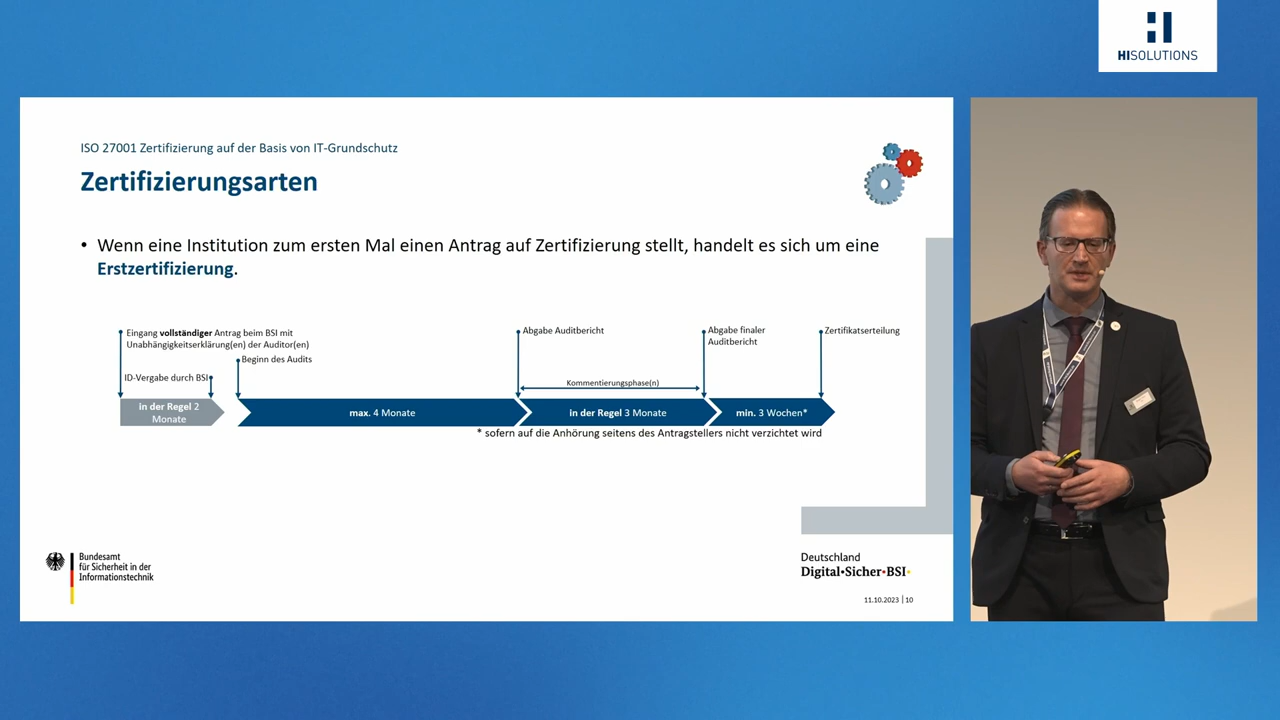 HISOLUTIONS
ISO 27001 Zertifizierung auf der Basis von IT-Grundschutz
Zertifizierungsarten
• Wenn eine Institution zum ersten Mal einen Antrag auf Zertifizierung stellt, handelt es sich um eine
Erstzertifizierung.
Eingang vollständiger Antrag beim BSI mit
Unabhängigkeitserklärung(en) der Auditor(en)
Beginn des Audits
ID-Vergabe durch BSI
Abgabe Auditbericht
Abgabe finaler
Auditbericht
Zertifikatserteilung
Kommentierungsphase(n)
in der Regel 2
Monate
max. 4 Monate
in der Regel 3 Monate
min. 3 Wochen*
* sofern auf die Anhörung seitens des Antragstellers nicht verzichtet wird
Bundesamt
für Sicherheit in der
Informationstechnik
Deutschland
Digital•Sicher•BSI•
11.10.2023 | 10